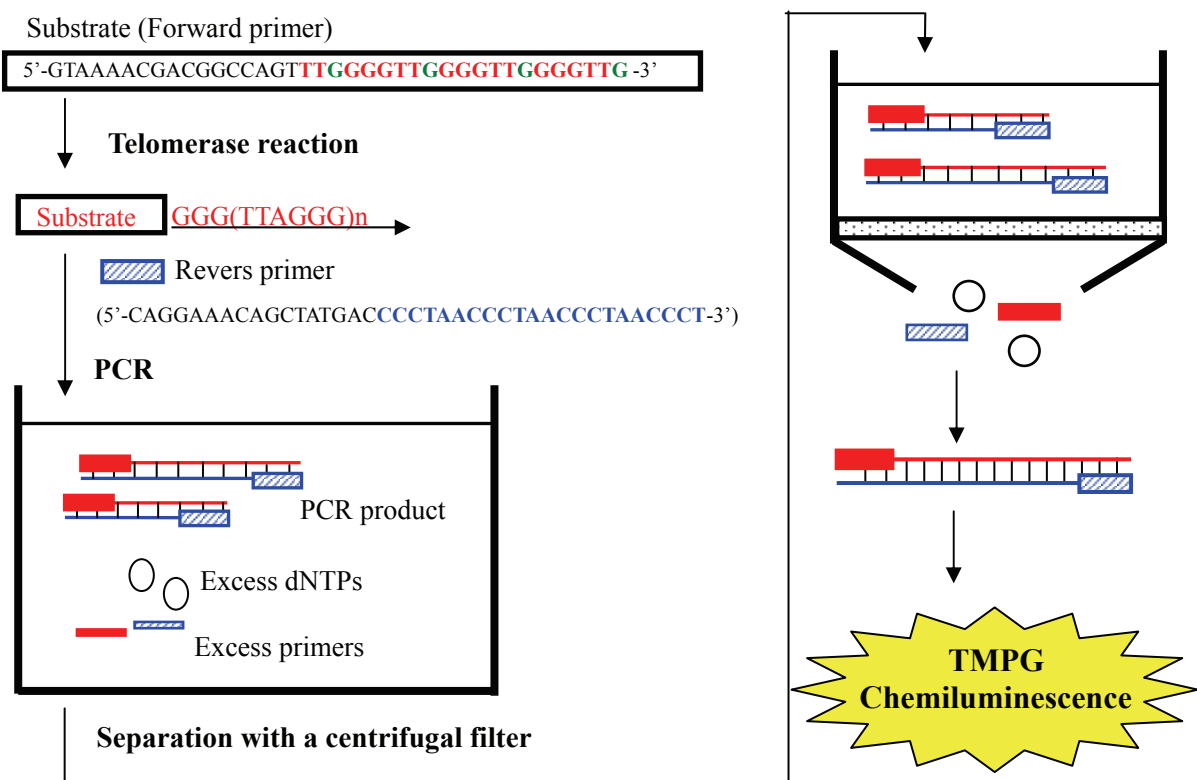 Substrate (Forward primer)
5’-GTAAAACGACGGCCAGTTTGGGGTTGGGGTTGGGGTTG -3’
Telomerase reaction
Substrate GGG(TTAGGG)n
Revers primer
(5’-CAGGAAACAGCTATGACCCCTAACCCTAACCCTAACCCT-3’)
PCR
PCR product
Excess dNTPs
Excess primers
Separation with a centrifugal filter
TMPG
Chemiluminescence